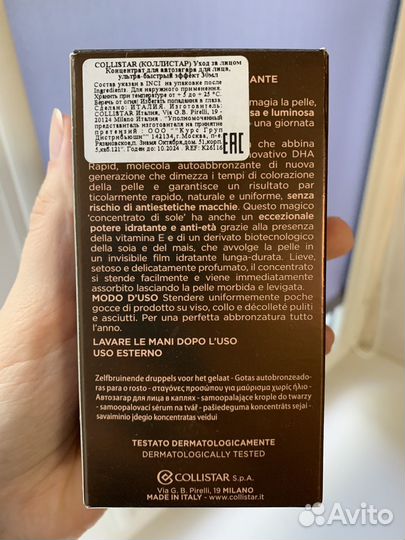 COLLISTAR (КОЛЛИСТАР) Уход за лицом
Концентрат для автозагара для лица,
ультра-быстрый эффект 30мл
Состав указан в INCI на упаковке после
Ingredients. Для наружного применения.
Хранить при температуре от + 5 до + 25 °C.
Беречь от огня! Избегать попадания в глаза.
Сделано: ИТАЛИЯ. Изготовитель:
COLLISTAR Италия, Via G.B. Pirelli, 19 -
20124 Milano Италия. "Уполномоченный
представитель изготовителя на принятие
претензий : ООО ""Курс Груп
Дистрибьюшн"" 142134, г.Москва, п-е.
Рязановское,п. Знамя Октября,дом. 31,корп.
5,каб.121". Годен до: 10.2024 . REF: K26116
EAC
ANTE
magia la pelle,
sa e luminosa
una giornata
che abbina
novativo DHA
Rapid, molecola autoabbronzante di nuova
generazione che dimezza i tempi di colorazione
della pelle e garantisce un risultato par
ticolarmente rapido, naturale e uniforme, senza
rischio di antiestetiche macchie. Questo magico
'concentrato di sole' ha anche un eccezionale
potere idratante e anti-età grazie alla presenza
della vitamina E e di un derivato biotecnologico
della soia e del mais, che avvolge la pelle in
un invisibile film idratante lunga-durata. Lieve,
setoso e delicatamente profumato, il concentrato
si stende facilmente e viene immediatamente
assorbito lasciando la pelle morbida e levigata.
MODO D'USO Stendere uniformemente poche
gocce di prodotto su viso, collo e décolleté puliti
e asciutti. Per una perfetta abbronzatura tutto
l'anno.
LAVARE LE MANI DOPO L'USO
USO ESTERNO
Zelfbruinende druppels voor het gelaat - Gotas autobronzeado-
ras para o rosto - σταγόνες προσώπου για μαύρισμα χωρίς ήλιο -
Автозагар для лица в каплях - samoopalające krople do twarzy
- samoopalovací sérum na tvář - pašiedeguma koncentrāts sejai -
savaiminio įdegio koncentratas veidui
TESTATO DERMATOLOGICAMENTE
DERMATOLOGICALLY TESTED
COLLISTAR S.p.A.
Via G. B. Pirelli, 19 MILANO
MADE IN ITALY - www.collistar.it
Avito